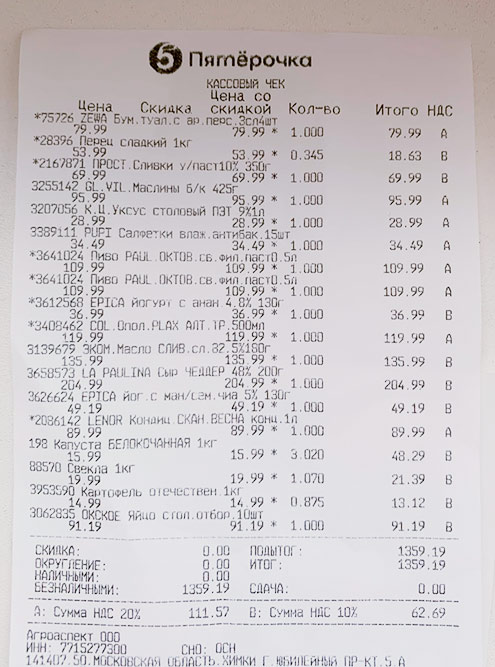 5 Пятёрочка
КАССОВЫЙ ЧЕК
Цена со
Цена Скидка скидкой Кол-во Итого НДС
*75726 ZEWA Бум.туал.с ар.перс.3сл4шт
79.99 79.99 * 1.000 79.99 A
*28396 Перец сладкий 1кг
53.99 53.99 * 0.345 18.63 B
*2167871 ПРОСТ.Сливки у/паст10% 350г
69.99 69.99 * 1.000 69.99 B
3255142 GL.VIL.Маслины б/к 425г
95.99 95.99 * 1.000 95.99 A
3207056 К.Ц.Уксус столовый ПЭТ 9%1л
28.99 28.99 * 1.000 28.99 A
3389111 PUPI Салфетки влаж.антибак.15шт
34.49 34.49 * 1.000 34.49 A
*3641024 Пиво PAUL.ОКТОВ.св.фил.паст0.5л
109.99 109.99 * 1.000 109.99 A
*3641024 Пиво PAUL.ОКТОВ.св.фил.паст0.5л
109.99 109.99 * 1.000 109.99 A
*3612568 EPICA йогурт с анан.4.8% 130г
36.99 36.99 * 1.000 36.99 B
*3408462 COL.Опол.PLAX АЛТ.ТР.500мл
119.99 119.99 * 1.000 119.99 A
3139679 ЭКОМ.Масло СЛИВ.сл.82,5%180г
135.99 135.99 * 1.000 135.99 B
3658573 LA PAULINA Сыр ЧЕДДЕР 48% 200г
204.99 204.99 * 1.000 204.99 B
3626624 EPICA йог.с ман/сем.чиа 5% 130г
49.19 49.19 * 1.000 49.19 B
*2086142 LENOR Кондиц.СКАН.ВЕСНА конц.1л
89.99 89.99 * 1.000 89.99 A
198 Капуста БЕЛОКОЧАННАЯ 1кг
15.99 15.99 * 3.020 48.29 B
88570 Свекла 1кг
19.99 19.99 * 1.070 21.39 B
3953590 Картофель отечествен.1кг
14.99 14.99 * 0.875 13.12 B
3062835 ОКСКОЕ Яйцо стол.отбор.10шт
91.19 91.19 * 1.000 91.19 B
СКИДКА: 0.00 ПОДЫТОГ: 1359.19
ОКРУГЛЕНИЕ: 0.00 ИТОГ: 1359.19
НАЛИЧНЫМИ: 0.00
БЕЗНАЛИЧНЫМИ: 1359.19 СДАЧА: 0.00
A: Сумма НДС 20% 111.57 B: Сумма НДС 10% 62.69
Агроаспект ООО
ИНН: 7715277300 СНО: ОСН
141407,50,МОСКОВСКАЯ ОБЛАСТЬ,ХИМКИ Г,ЮБИЛЕЙНЫЙ ПР-КТ,5,А